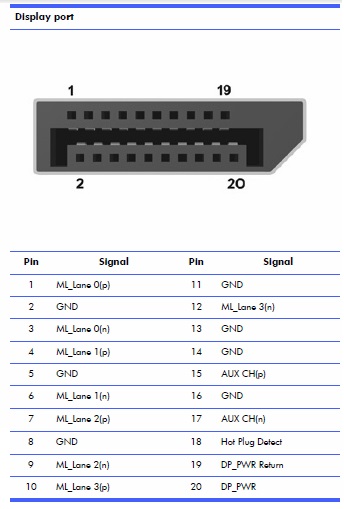 Display port
1 19
2 20
Pin Signal Pin Signal
1 ML_Lane 0(p) 11 GND
2 GND 12 ML_Lane 3(n)
3 ML_Lane 0(n) 13 GND
4 ML_Lane 1(p) 14 GND
5 GND 15 AUX CH(p)
6 ML_Lane 1(n) 16 GND
7 ML_Lane 2(p) 17 AUX CH(n)
8 GND 18 Hot Plug Detect
9 ML_Lane 2(n) 19 DP_PWR Return
10 ML_Lane 3(p) 20 DP_PWR